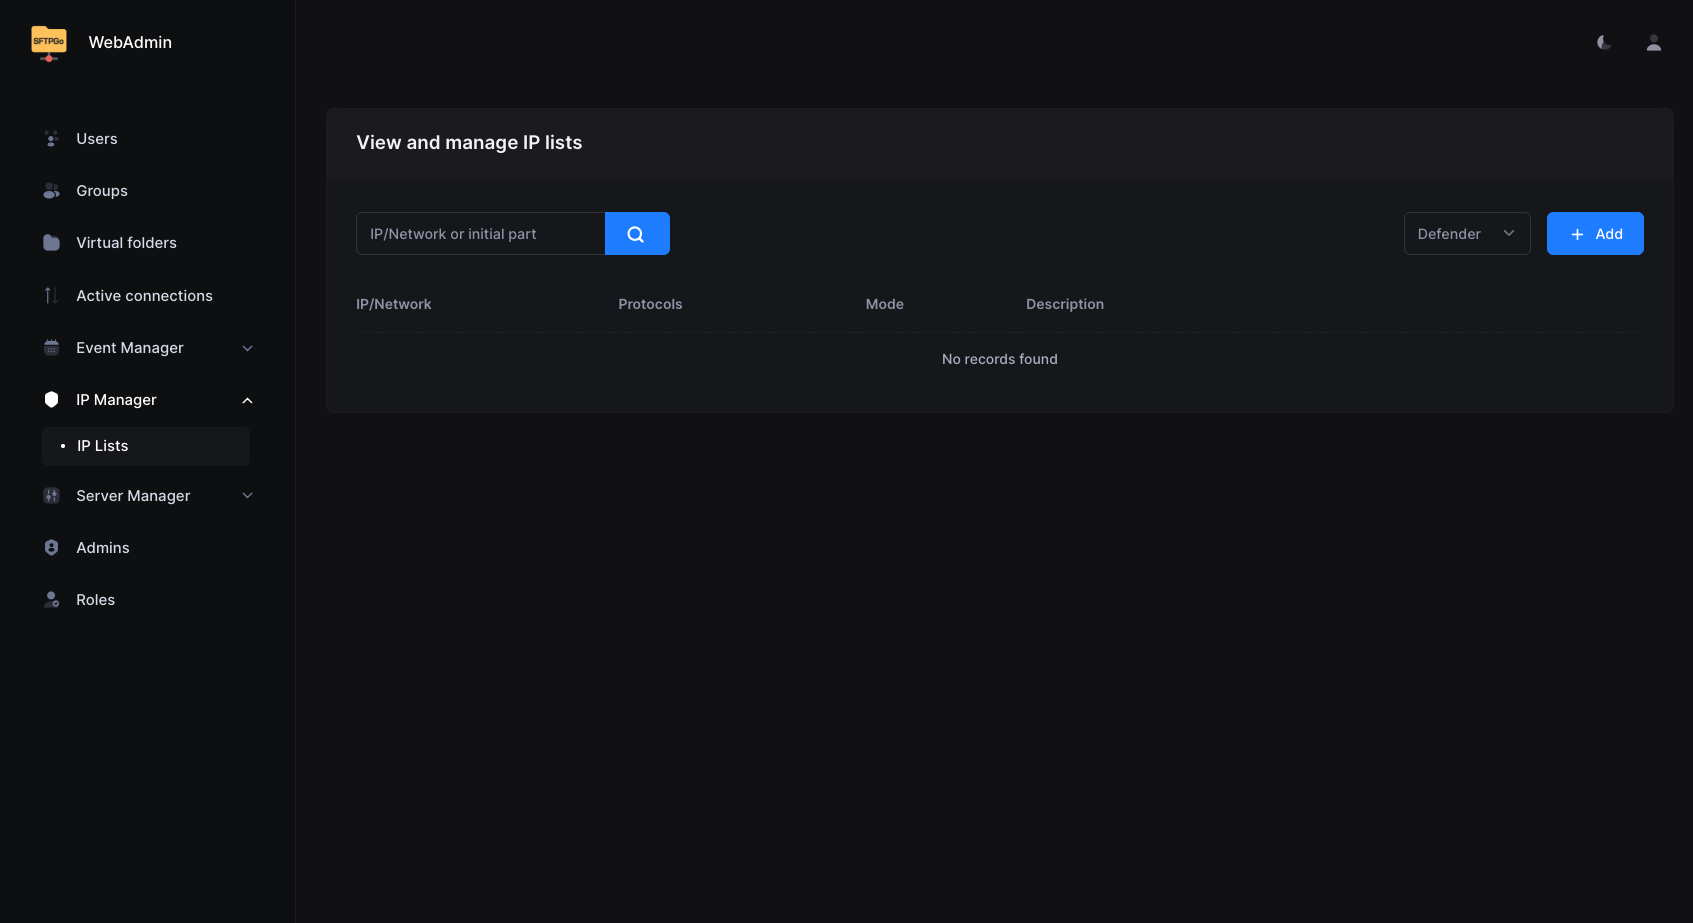 SFTPGo
WebAdmin
Users
Groups
Virtual folders
Active connections
Event Manager
IP Manager
IP Lists
Server Manager
Admins
Roles
View and manage IP lists
IP/Network or initial part
Defender
Add
IP/Network Protocols Mode Description
No records found